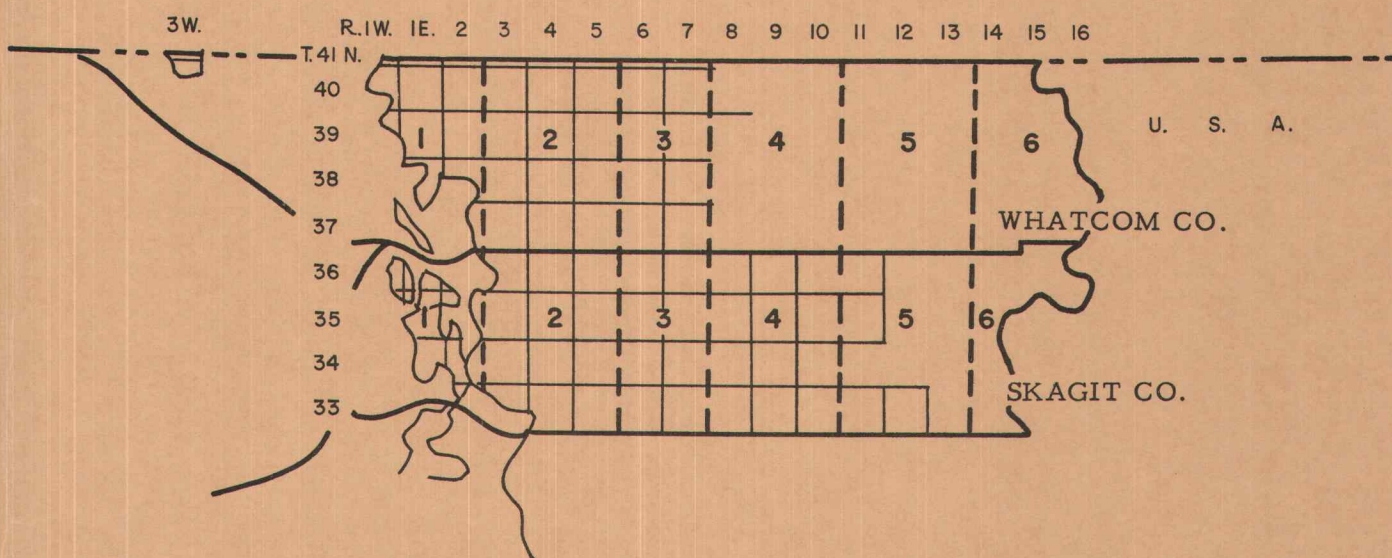 3W. R.1W. 1E. 2 3 4 5 6 7 8 9 10 11 12 13 14 15 16
T.41 N.
40
39 1 2 3 4 5 6 U. S. A.
38
37 WHATCOM CO.
36
35 1 2 3 4 5 6
34
33 SKAGIT CO.